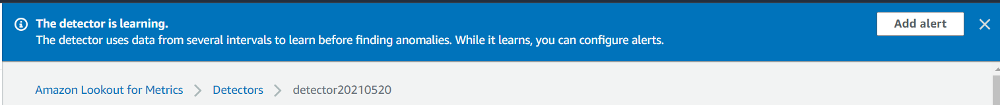 The detector is learning.
The detector uses data from several intervals to learn before finding anomalies. While it learns, you can configure alerts.
Add alert
Amazon Lookout for Metrics > Detectors > detector20210520